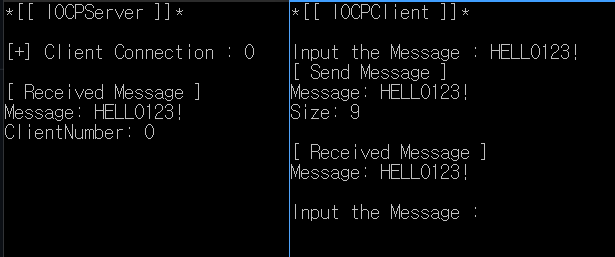 *[[ IOCPServer ]]*
[+] Client Connection : 0
[ Received Message ]
Message: HELLO123!
ClientNumber: 0
*[[ IOCPClient ]]*
Input the Message : HELLO123!
[ Send Message ]
Message: HELLO123!
Size: 9
[ Received Message ]
Message: HELLO123!
Input the Message :